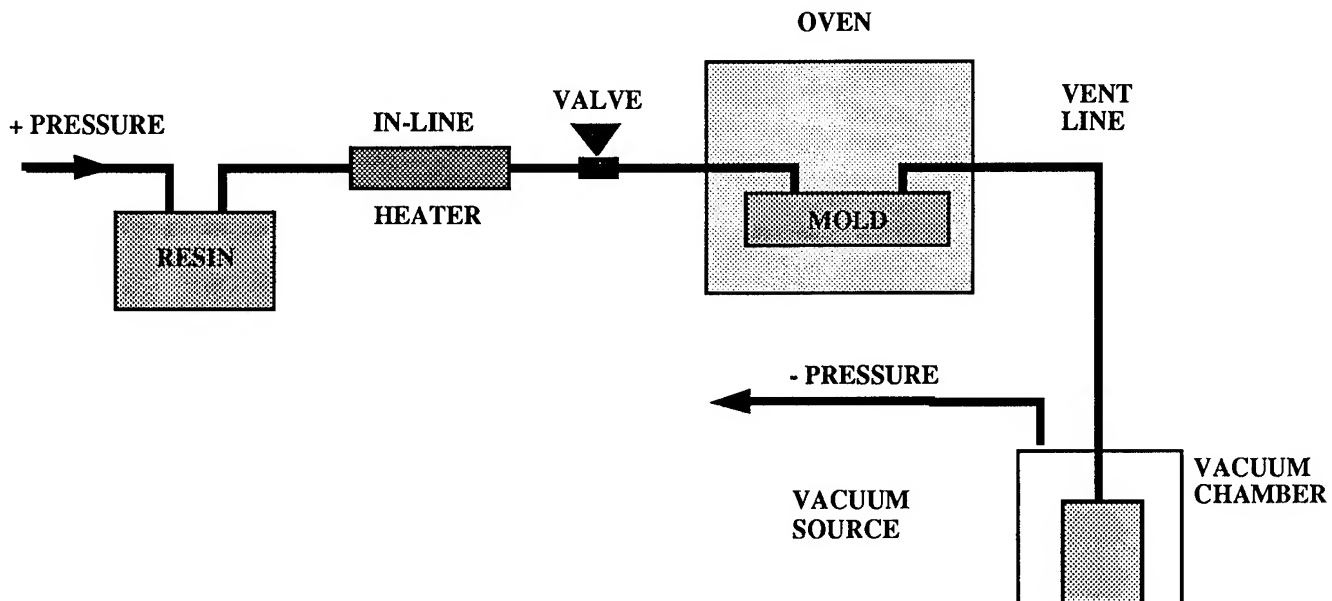 OVEN
VENT
LINE
VALVE
+ PRESSURE
IN-LINE
HEATER
MOLD
RESIN
- PRESSURE
VACUUM
CHAMBER
VACUUM
SOURCE